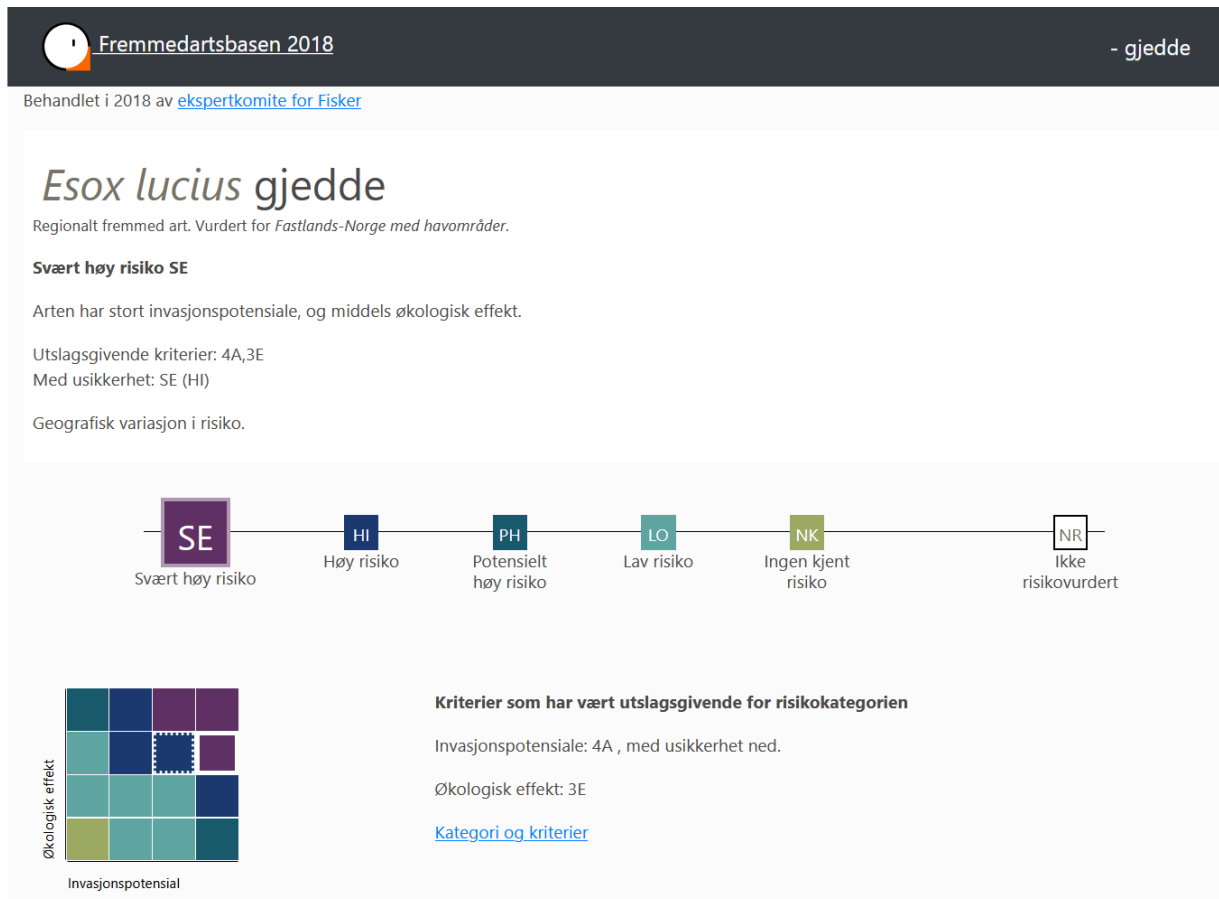 Fremmedartsbasen 2018
- gjedde
Behandlet i 2018 av ekspertkomite for Fisker
Esox lucius gjedde
Regionalt fremmed art. Vurdert for Fastlands-Norge med havområder.
Svært høy risiko SE
Arten har stort invasjonspotensiale, og middels økologisk effekt.
Utslagsgivende kriterier: 4A,3E
Med usikkerhet: SE (HI)
Geografisk variasjon i risiko.
SE
Svært høy risiko
HI
Høy risiko
PH
Potensielt
høy risiko
LO
Lav risiko
NK
Ingen kjent
risiko
NR
Ikke
risikovurdert
Økologisk effekt
Invasjonspotensial
Kriterier som har vært utslagsgivende for risikokategorien
Invasjonspotensiale: 4A , med usikkerhet ned.
Økologisk effekt: 3E
Kategori og kriterier